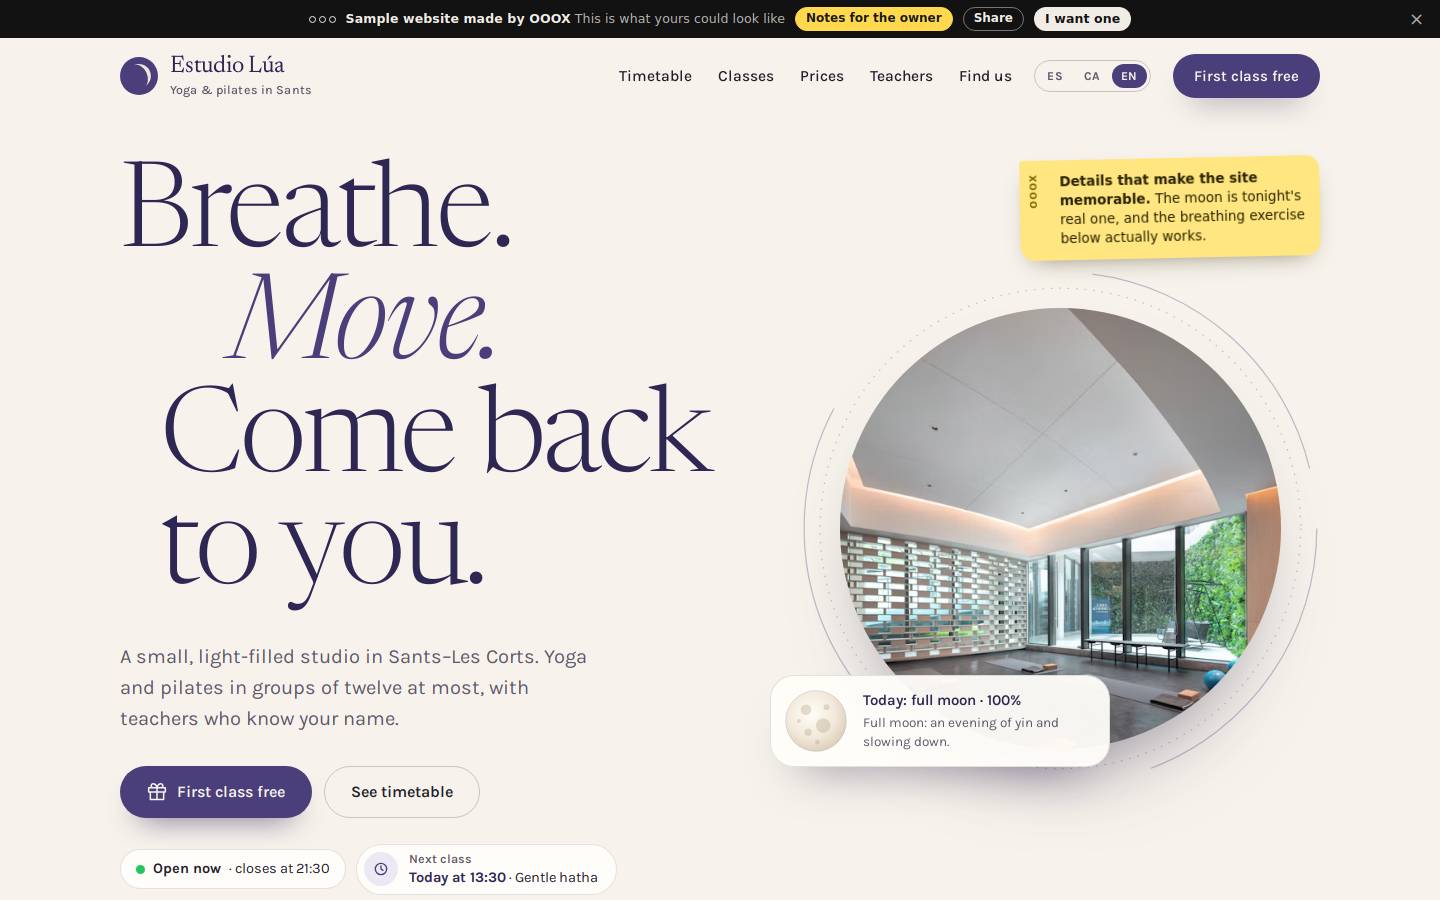 Sample website made by OOOX This is what yours could look like Notes for the owner Share I want one
Estudio Lúa
Yoga & pilates in Sants
Timetable Classes Prices Teachers Find us ES CA EN First class free
Breathe.
Move.
Come back
to you.
OOOX
Details that make the site
memorable. The moon is tonight's
real one, and the breathing exercise
below actually works.
Today: full moon · 100%
Full moon: an evening of yin and
slowing down.
A small, light-filled studio in Sants–Les Corts. Yoga
and pilates in groups of twelve at most, with
teachers who know your name.
First class free See timetable
Open now · closes at 21:30
Next class
Today at 13:30 · Gentle hatha